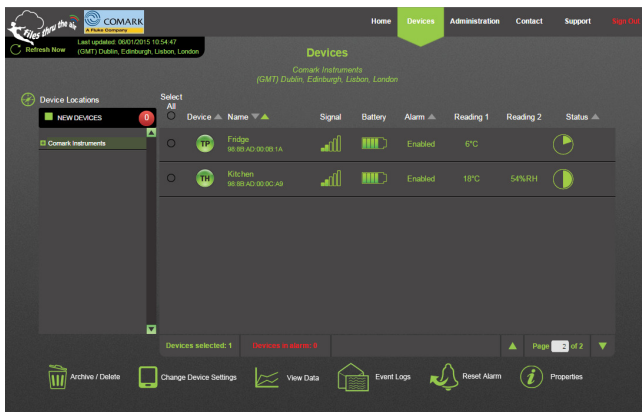 Files thru the air
COMARK
A Fluke Company
Home Devices Administration Contact Support Sign Out
Refresh Now
Last updated: 06/01/2015 10:54:47
(GMT) Dublin, Edinburgh, Lisbon, London
Devices
Comark Instruments
(GMT) Dublin, Edinburgh, Lisbon, London
Device Locations
NEW DEVICES 0
Comark Instruments
Select All
Device Name Signal Battery Alarm Reading 1 Reading 2 Status
TP Fridge Enabled 6°C
98:8B:AD:00:0B:1A
TH Kitchen Enabled 18°C 54%RH
98:8B:AD:00:0C:A9
Devices selected: 1 Devices in alarm: 0 Page 2 of 2
Archive / Delete Change Device Settings View Data Event Logs Reset Alarm Properties